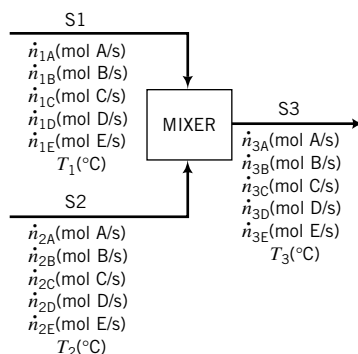 S1
ṅ1A(mol A/s)
ṅ1B(mol B/s)
ṅ1C(mol C/s)
ṅ1D(mol D/s)
ṅ1E(mol E/s)
T1(°C)
MIXER
S3
ṅ3A(mol A/s)
ṅ3B(mol B/s)
ṅ3C(mol C/s)
ṅ3D(mol D/s)
ṅ3E(mol E/s)
T3(°C)
S2
ṅ2A(mol A/s)
ṅ2B(mol B/s)
ṅ2C(mol C/s)
ṅ2D(mol D/s)
ṅ2E(mol E/s)
T2(°C)